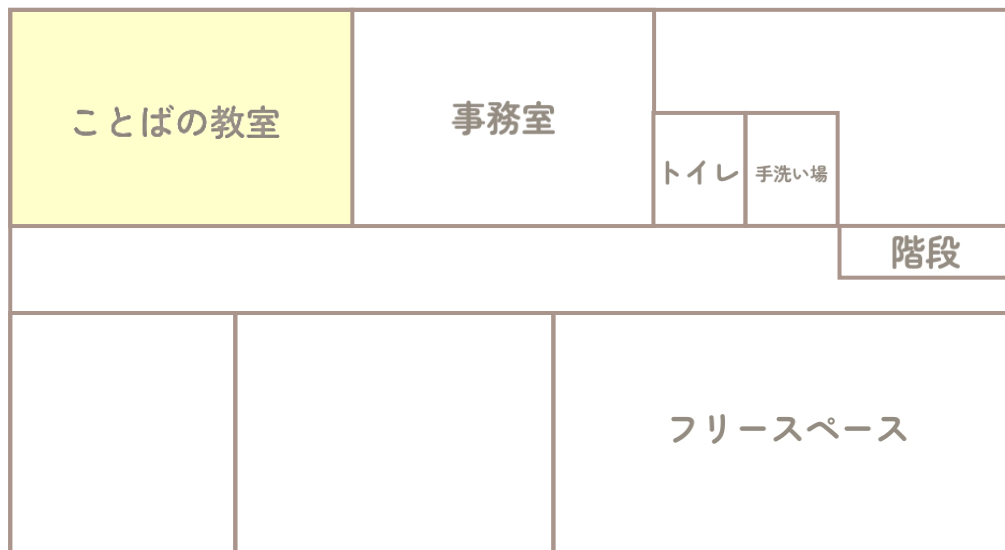 ことばの教室
事務室
トイレ
手洗い場
階段
フリースペース